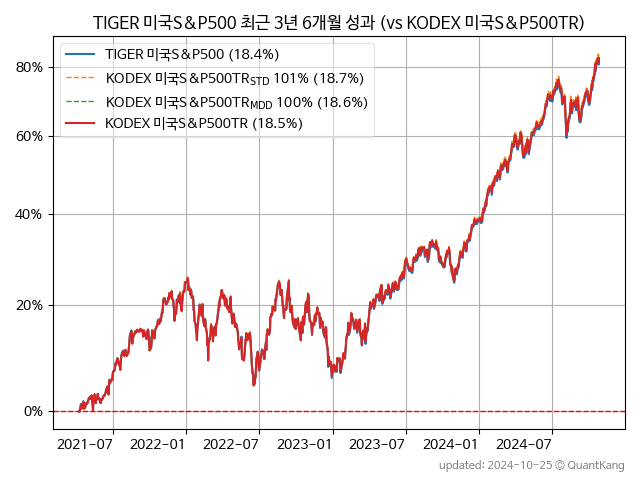 TIGER 미국S&P500 최근 3년 6개월 성과 (vs KODEX 미국S&P500TR)
TIGER 미국S&P500 (18.4%)
KODEX 미국S&P500TR_STD 101% (18.7%)
KODEX 미국S&P500TR_MDD 100% (18.6%)
KODEX 미국S&P500TR (18.5%)
80%
60%
40%
20%
0%
2021-07 2022-01 2022-07 2023-01 2023-07 2024-01 2024-07
updated: 2024-10-25 © QuantKang